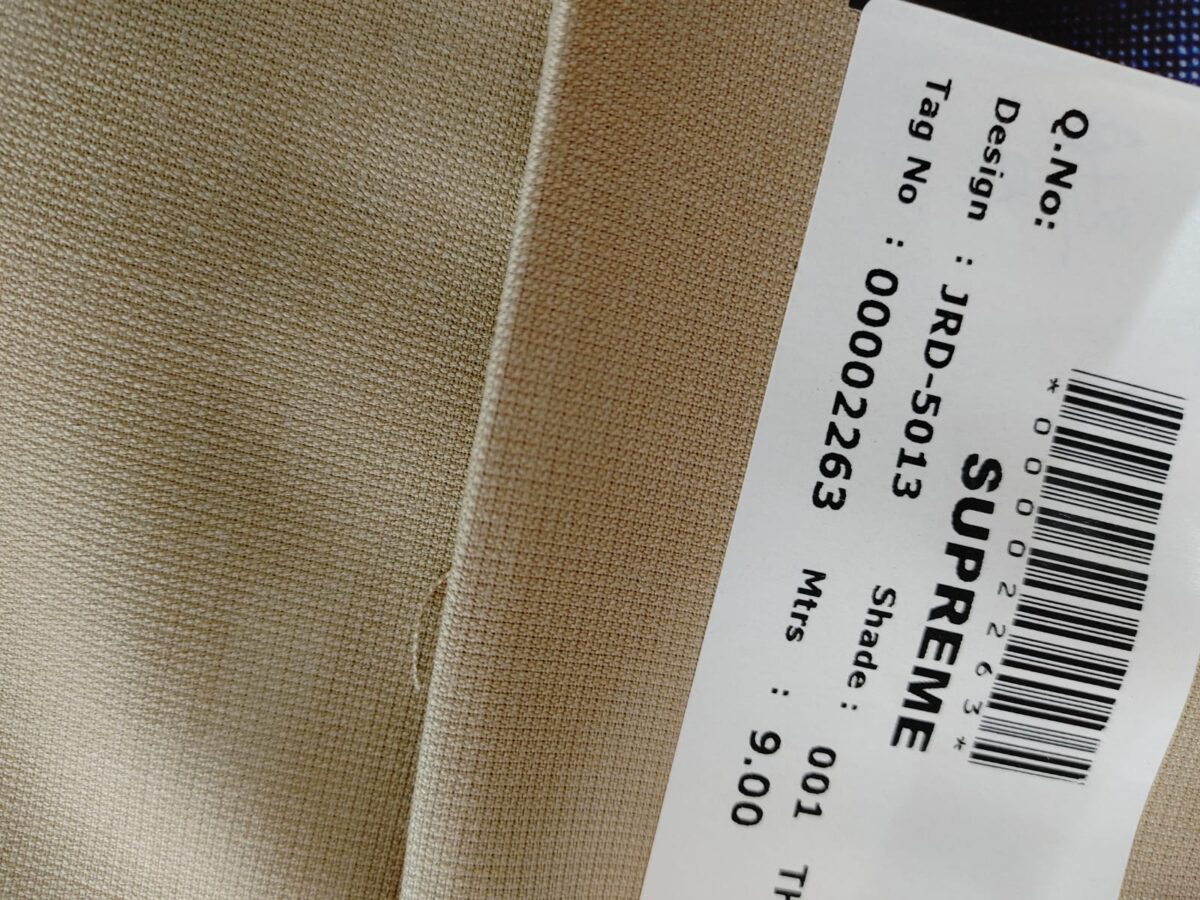 *00002263*
Q.No: SUPREME
Design : JRD-5013 Shade : 001
Tag No : 00002263 Mtrs : 9.00